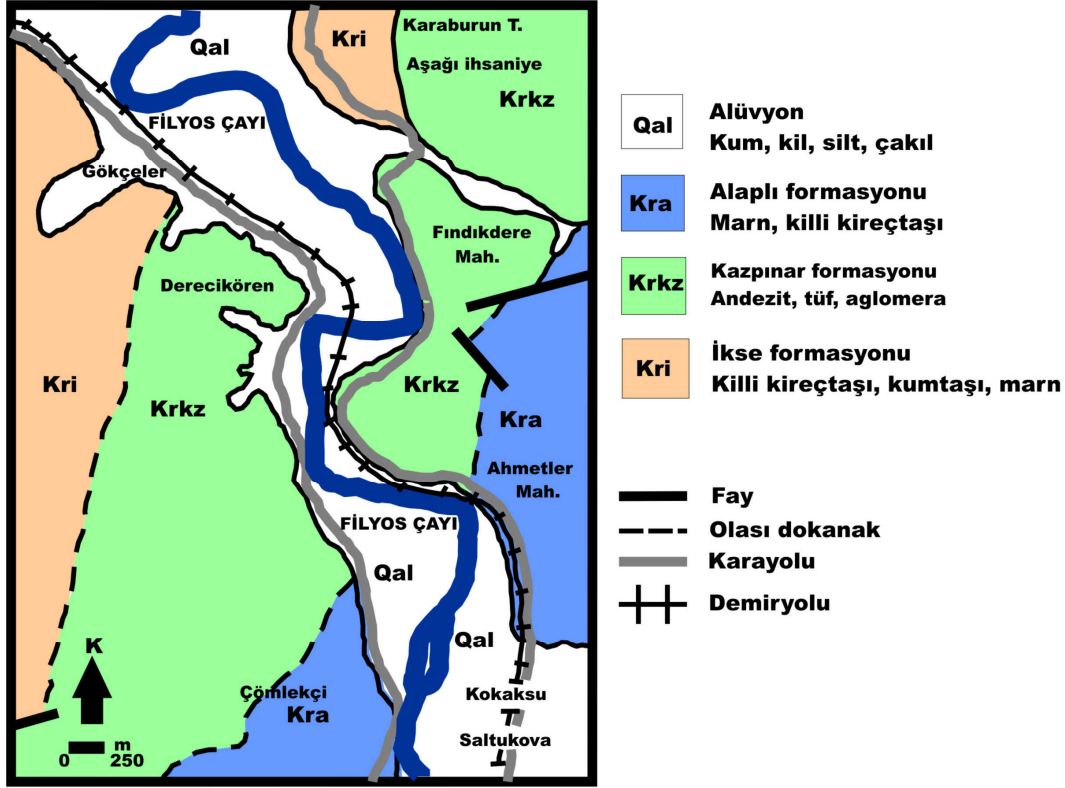 Karaburun T.
Kri
Qal
Aşağı ihsaniye
Krkz
FİLYOS ÇAYI
Gökçeler
Fındıkdere
Mah.
Derecikören
Kri
Krkz
Krkz
Kra
Ahmetler
Mah.
FİLYOS ÇAYI
Qal
Qal
K
Çömlekçi
Kra
Kokaksu
Saltukova
m
0 250
Qal
Alüvyon
Kum, kil, silt, çakıl
Kra
Alaplı formasyonu
Marn, killi kireçtaşı
Krkz
Kazpınar formasyonu
Andezit, tüf, aglomera
Kri
İkse formasyonu
Killi kireçtaşı, kumtaşı, marn
Fay
Olası dokanak
Karayolu
Demiryolu